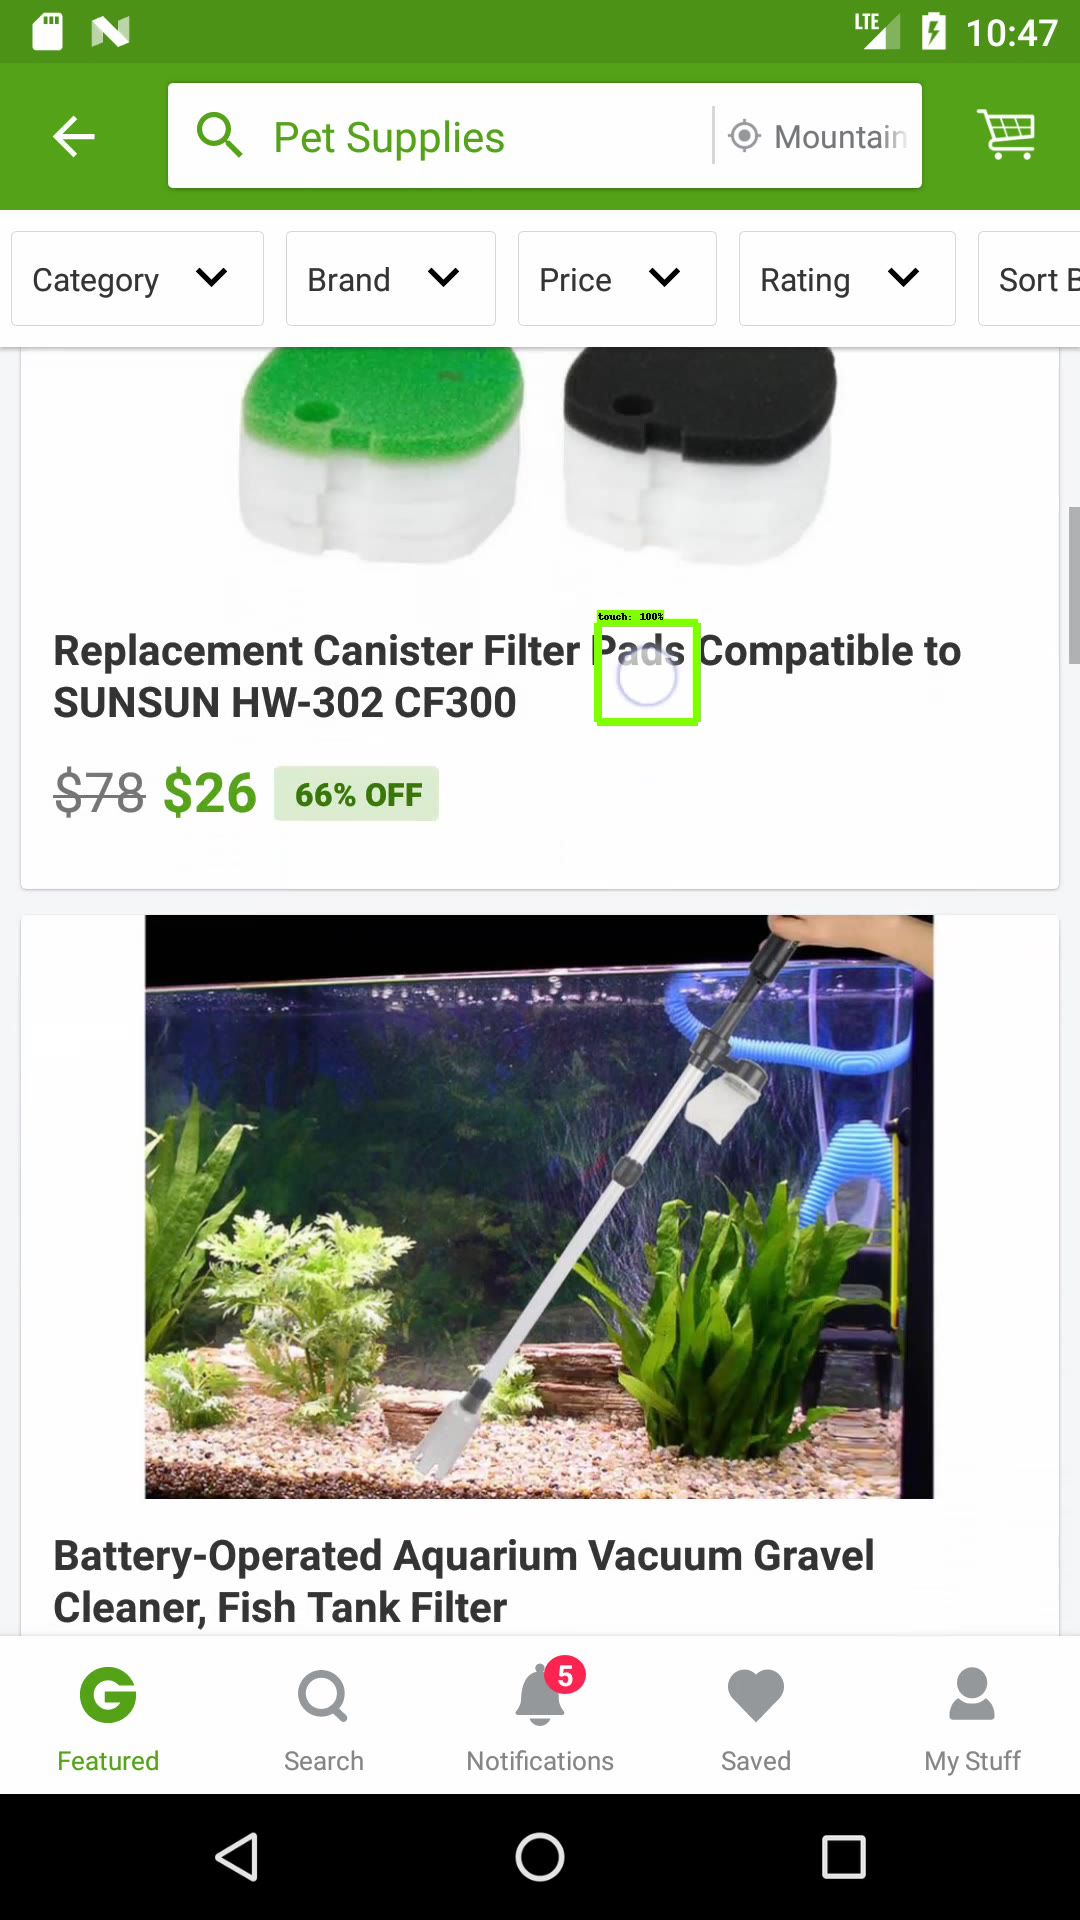 LTE 10:47
Pet Supplies Mountain
Category Brand Price Rating Sort B
touch: 100%
Replacement Canister Filter Pads Compatible to
SUNSUN HW-302 CF300
$78 $26 66% OFF
Battery-Operated Aquarium Vacuum Gravel
Cleaner, Fish Tank Filter
5
Featured Search Notifications Saved My Stuff